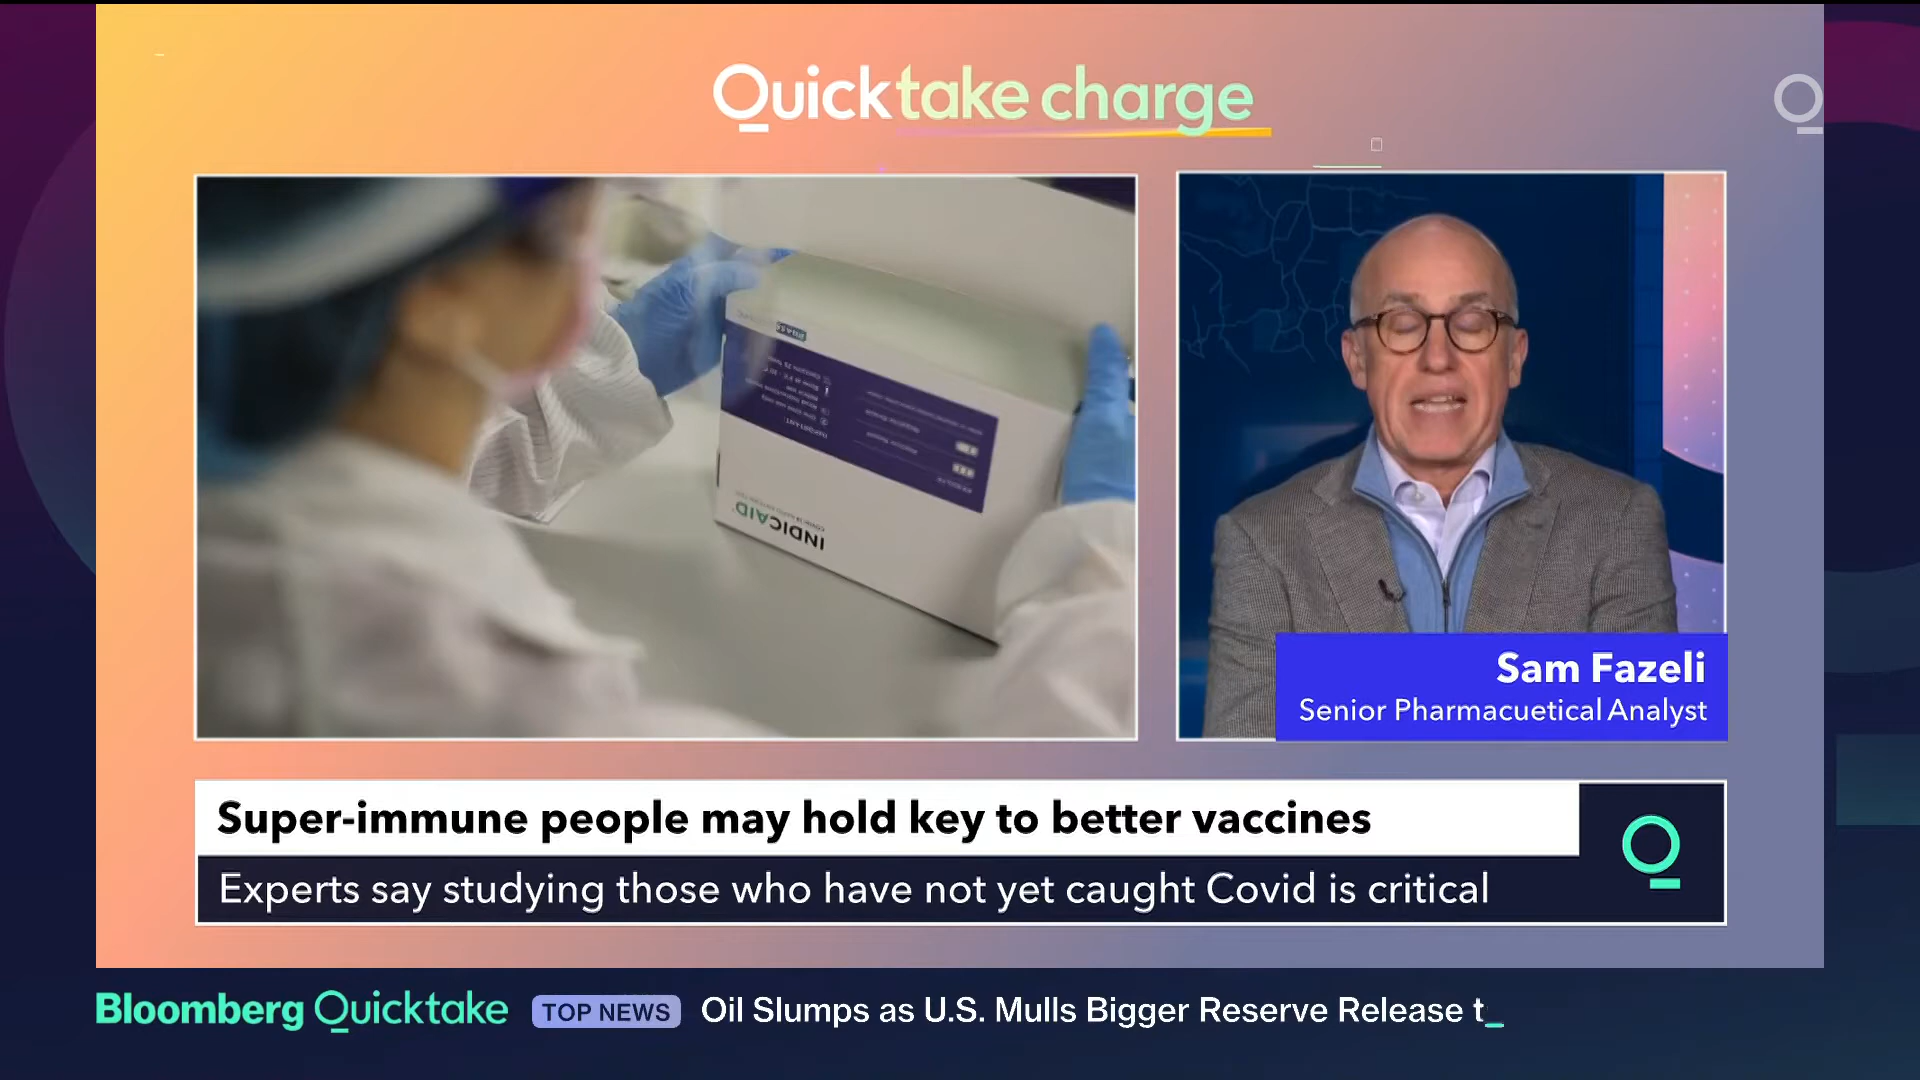 Quicktake charge
INDICAID
IMPORTANT:
Sam Fazeli
Senior Pharmacuetical Analyst
Super-immune people may hold key to better vaccines
Experts say studying those who have not yet caught Covid is critical
Bloomberg Quicktake TOP NEWS Oil Slumps as U.S. Mulls Bigger Reserve Release t_